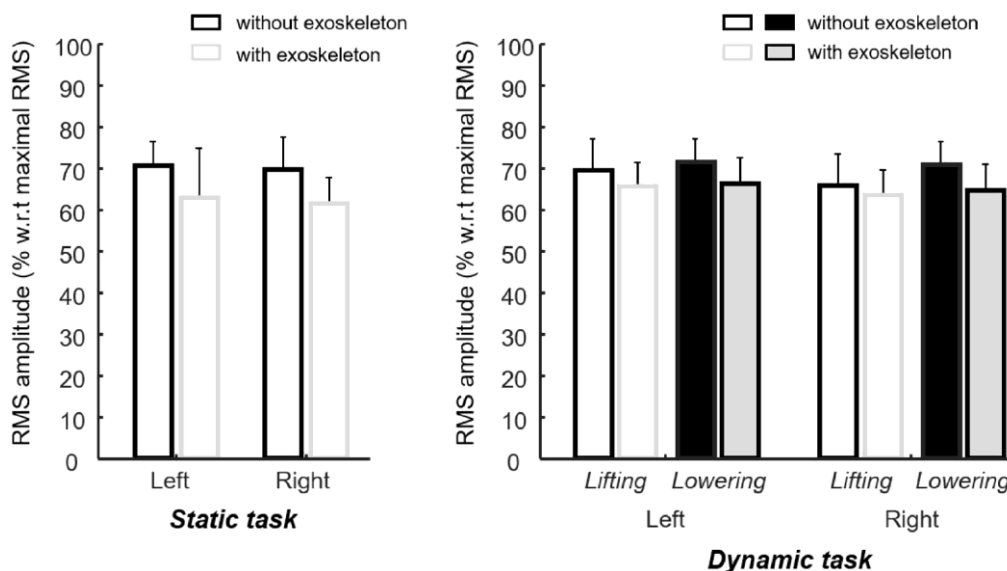 without exoskeleton
with exoskeleton
RMS amplitude (% w.r.t maximal RMS)
100
90
80
70
60
50
40
30
20
10
0
Left Right
Static task
without exoskeleton
with exoskeleton
RMS amplitude (% w.r.t maximal RMS)
100
90
80
70
60
50
40
30
20
10
0
Lifting Lowering Lifting Lowering
Left Right
Dynamic task